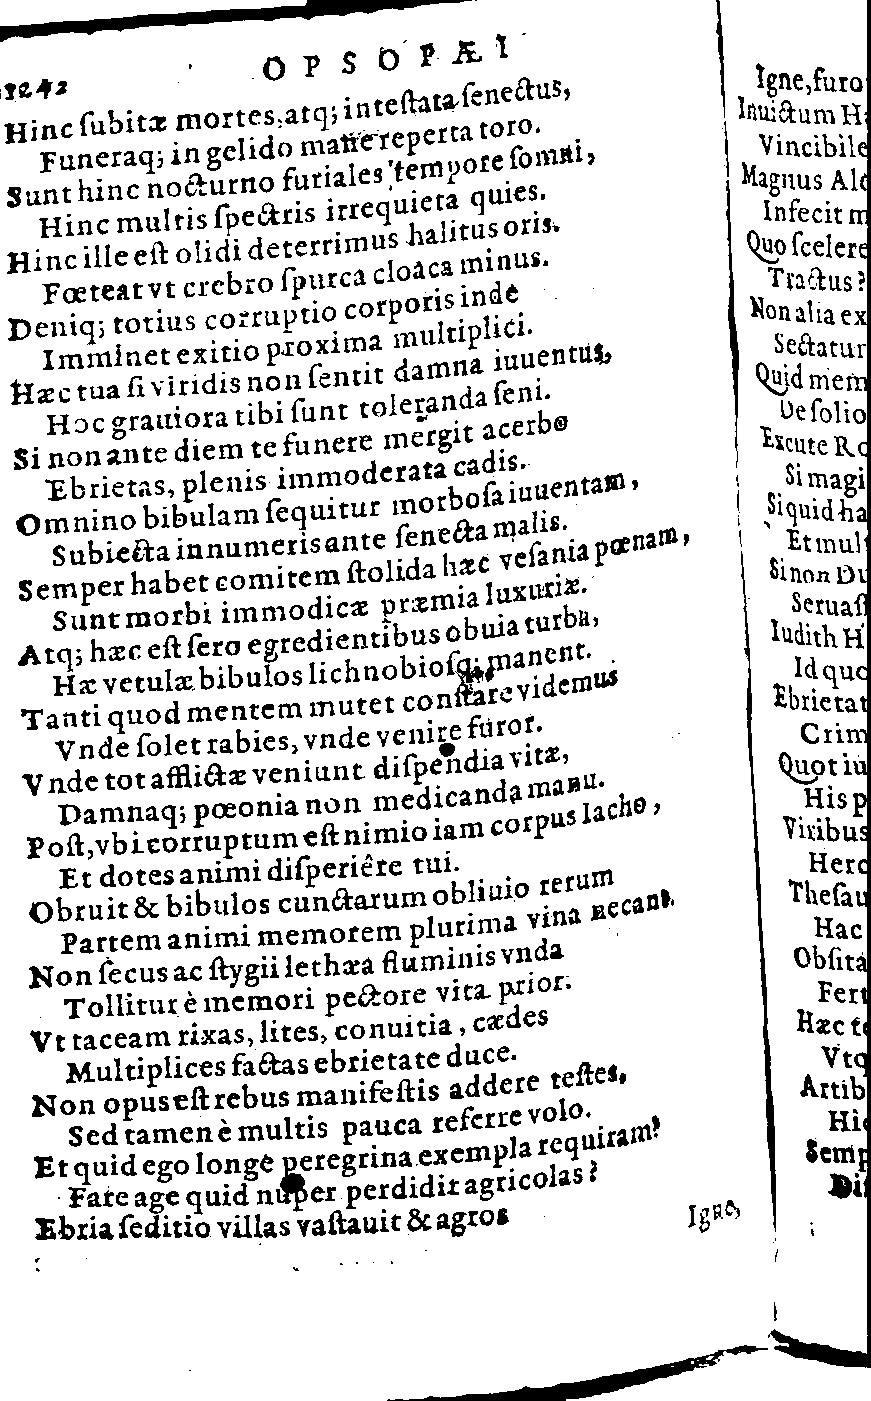 1242
OPSOPÆI
Hinc ſubitæ mortes, atq; inteſtata ſenectus,
Funeraq; in gelido mane reperta toro.
Sunt hinc nocturno furiales tempore ſomni,
Hinc multis ſpectris irrequieta quies.
Hinc ille eſt olidi deterrimus halitus oris.
Fœteat vt crebro ſpurca cloaca minus.
Deniq; totius corruptio corporis inde
Imminet exitio proxima multiplici.
Hæc tua ſi viridis non ſentit damna iuuentus,
Hoc grauiora tibi ſunt toleranda ſeni.
Si non ante diem te funere mergit acerbo
Ebrietas, plenis immoderata cadis.
Omnino bibulam ſequitur morboſa iuuentam,
Subiecta innumeris ante ſenecta malis.
Semper habet comitem ſtolida hæc veſania pœnam,
Sunt morbi immodicæ præmia luxuriæ.
Atq; hæc eſt ſero egredientibus obuia turba,
Hæ vetulæ bibulos lichnobioſq; manent.
Tanti quod mentem mutet conſtare videmus
Vnde ſolet rabies, vnde venire furor.
Vnde tot afflictæ veniunt diſpendia vitæ,
Damnaq; pœonia non medicanda manu.
Poſt, vbi corruptum eſt nimio iam corpus Iacho,
Et dotes animi diſperiêre tui.
Obruit & bibulos cunctarum obliuio rerum
Partem animi memorem plurima vina necant.
Non ſecus ac ſtygii lethæa fluminis vnda
Tollitur è memori pectore vita prior.
Vt taceam rixas, lites, conuitia, cædes
Multiplices factas ebrietate duce.
Non opus eſt rebus manifeſtis addere teſtes,
Sed tamen è multis pauca referre volo.
Et quid ego longè peregrina exempla requiram?
Fare age quid nuper perdidit agricolas?
Ebria ſeditio villas vaſtauit & agros
Igne,
Igne, furo
Inuictum Ha
Vincibile
Magnus Ale
Infecit m
Quo ſcelere
Tractus?
Non alia ex
Sectatur
Quid mem
De ſolio
Excute Ro
Si magi
Si quid ha
Et mult
Si non Du
Seruaſ
Iudith H
Id quo
Ebrietat
Crim
Quot iu
His p
Viribus
Herc
Theſau
Hac
Obſita
Fert
Hæc te
Vtq
Artib
Hic
Semp
Diſ